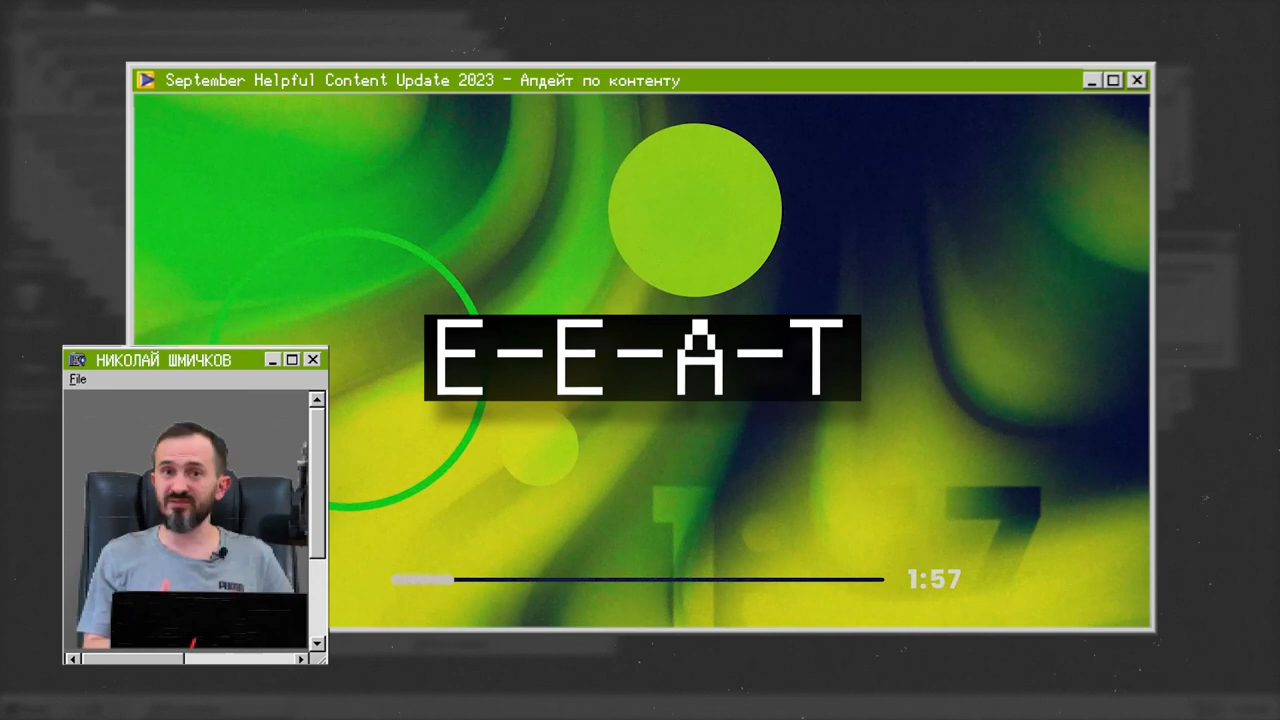 September Helpful Content Update 2023 - Апдейт по контенту
E-E-A-T
НИКОЛАЙ ШМИЧКОВ
File
1:57